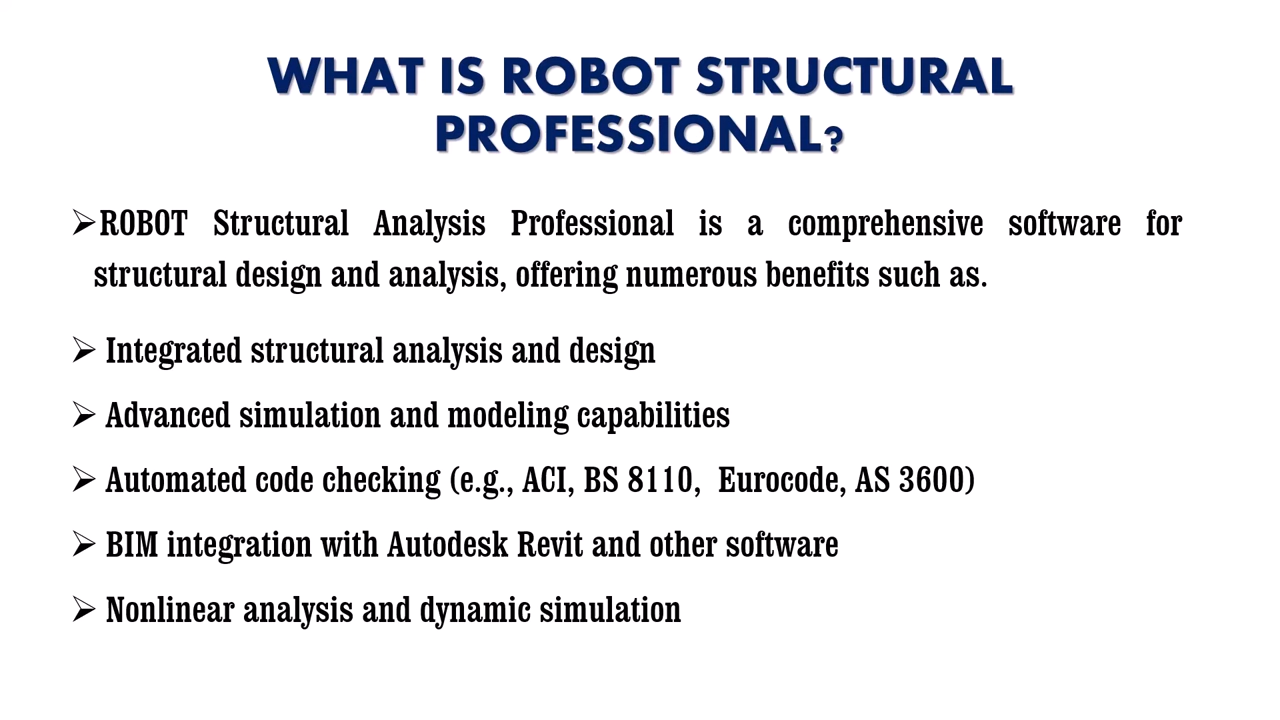 WHAT IS ROBOT STRUCTURAL
PROFESSIONAL?
➢ROBOT Structural Analysis Professional is a comprehensive software for
structural design and analysis, offering numerous benefits such as.
➢ Integrated structural analysis and design
➢ Advanced simulation and modeling capabilities
➢ Automated code checking (e.g., ACI, BS 8110, Eurocode, AS 3600)
➢ BIM integration with Autodesk Revit and other software
➢ Nonlinear analysis and dynamic simulation